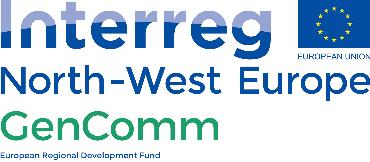 Interreg
EUROPEAN UNION
North-West Europe
GenComm
European Regional Development Fund